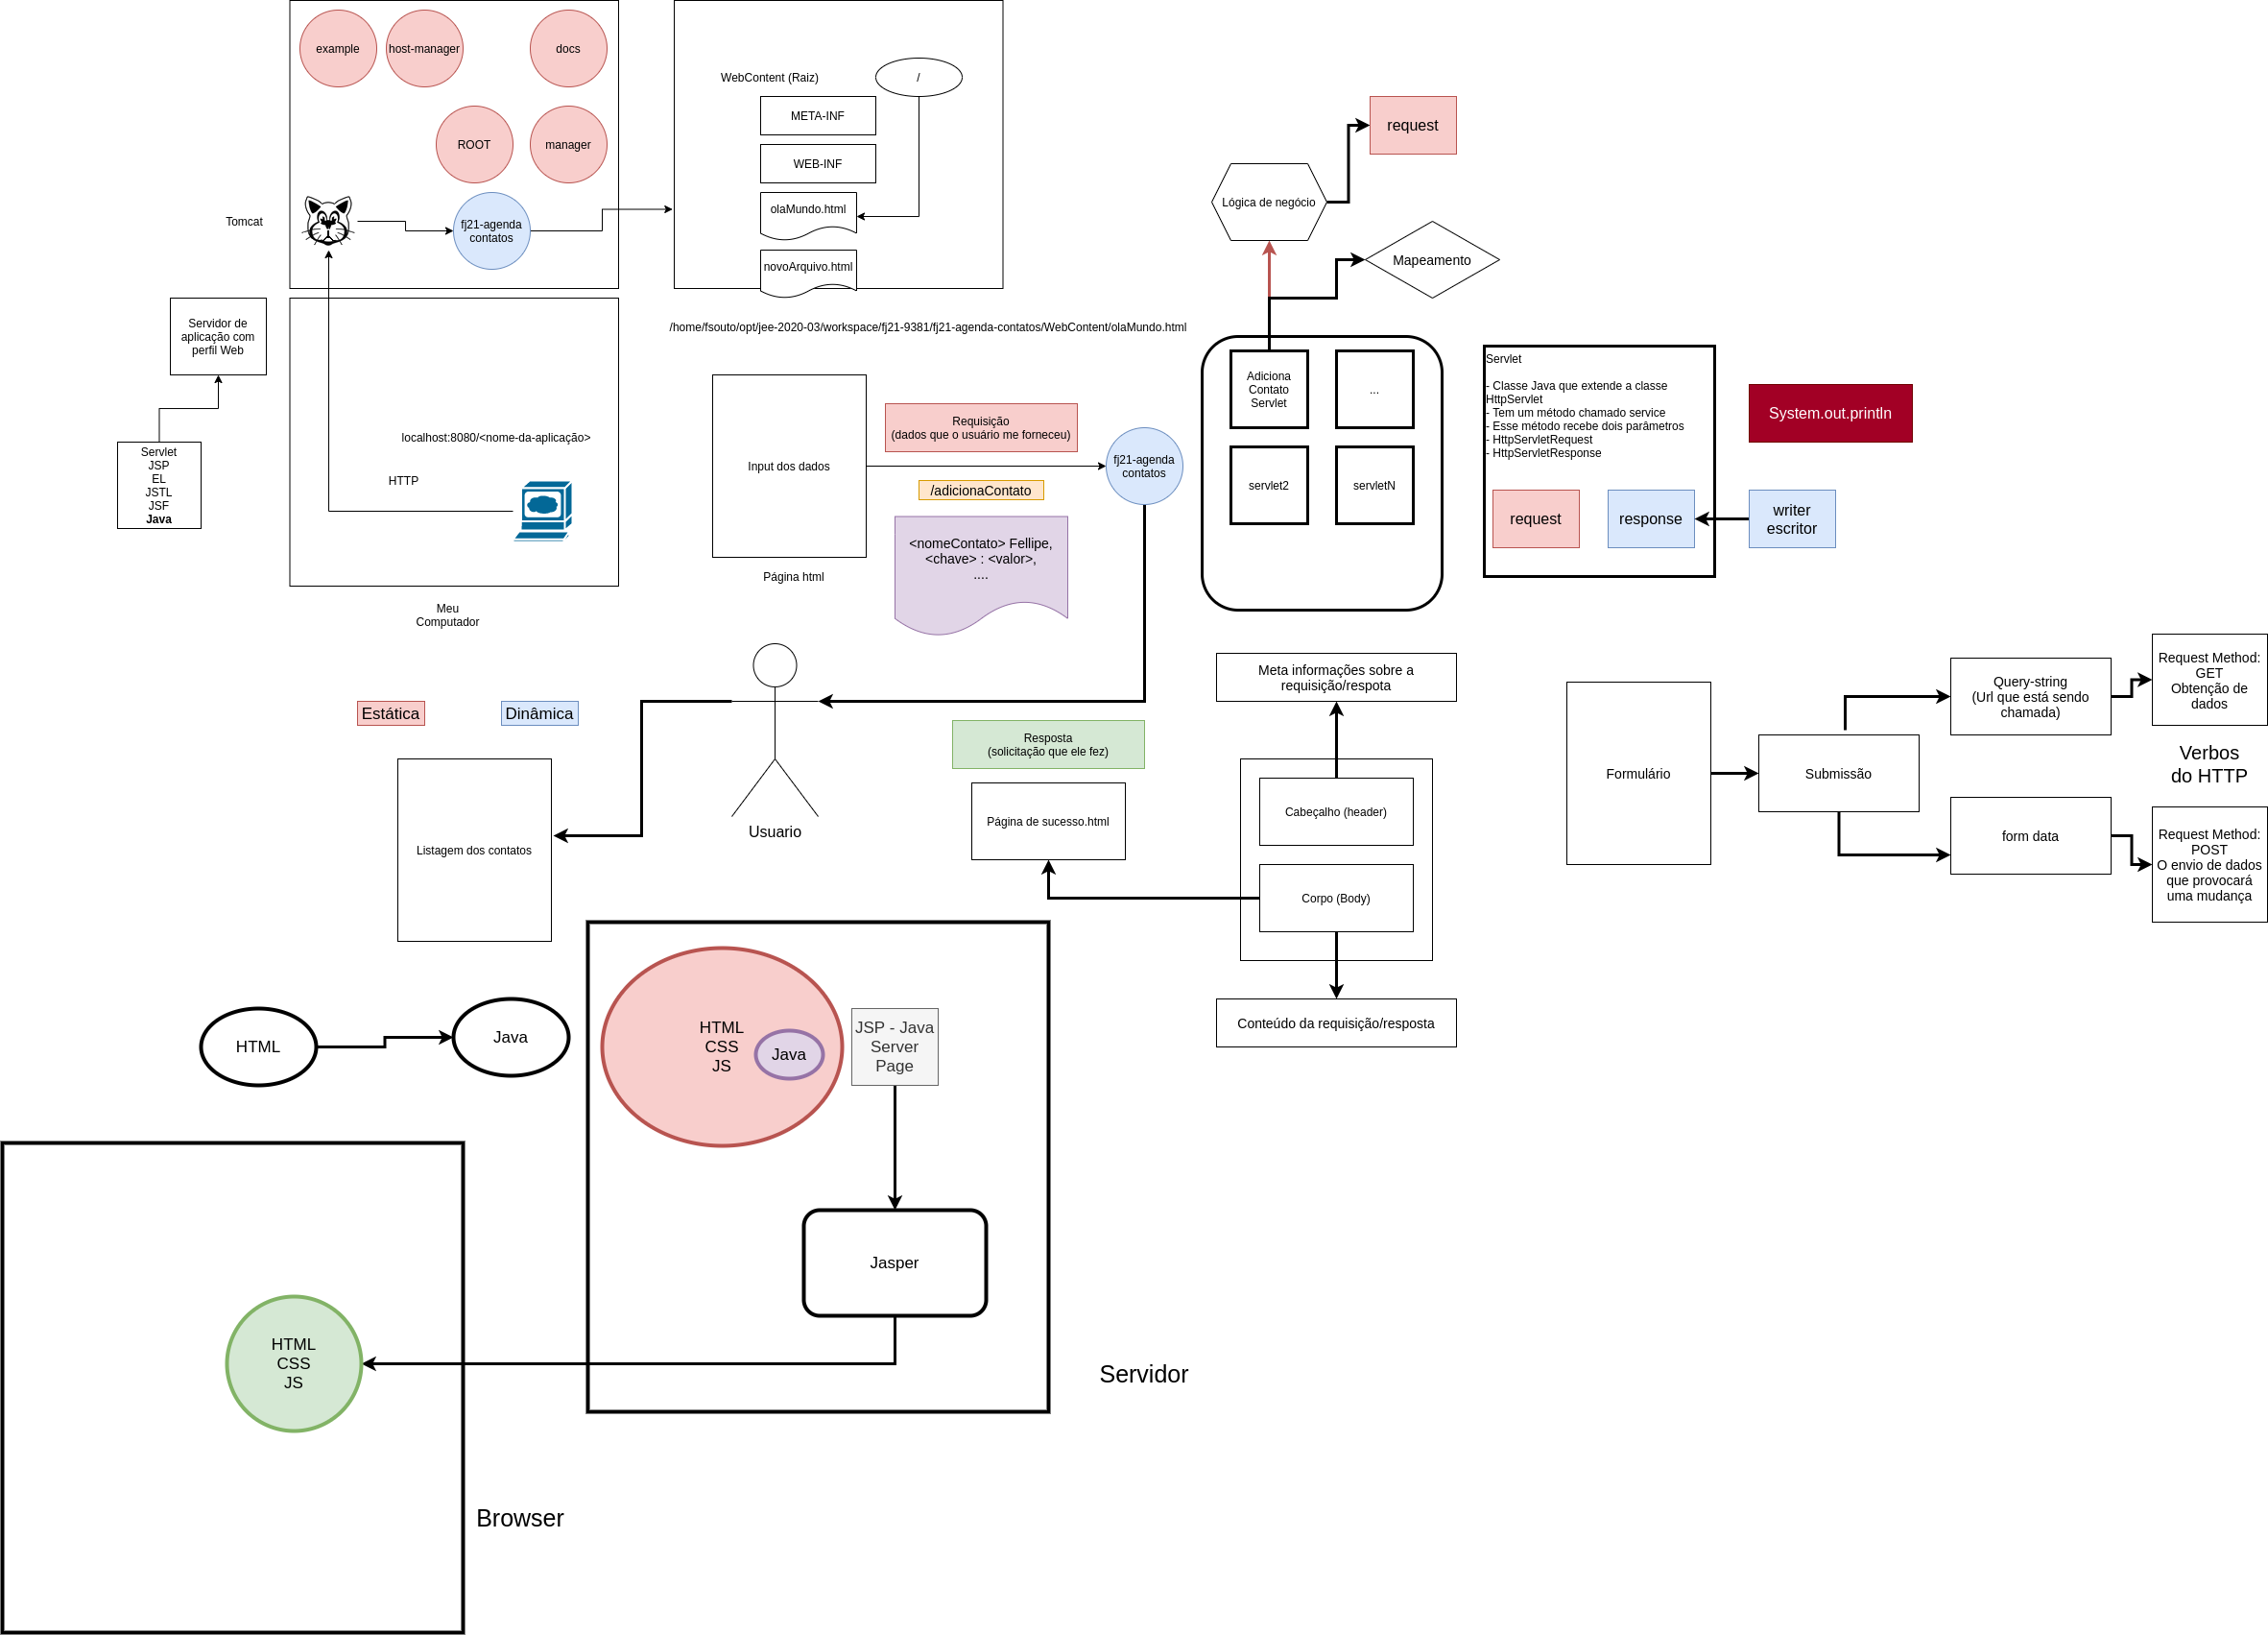 example
host-manager
docs
ROOT
manager
Tomcat
fj21-agenda
contatos
WebContent (Raiz)
/
META-INF
WEB-INF
olaMundo.html
novoArquivo.html
/home/fsouto/opt/jee-2020-03/workspace/fj21-9381/fj21-agenda-contatos/WebContent/olaMundo.html
Servidor de
aplicação com
perfil Web
Servlet
JSP
EL
JSTL
JSF
Java
localhost:8080/<nome-da-aplicação>
HTTP
Meu
Computador
Input dos dados
Página html
Requisição
(dados que o usuário me forneceu)
/adicionaContato
<nomeContato> Fellipe,
<chave> : <valor>,
....
fj21-agenda
contatos
request
Lógica de negócio
Mapeamento
Adiciona
Contato
Servlet
...
servlet2
servletN
Servlet
- Classe Java que extende a classe
HttpServlet
- Tem um método chamado service
- Esse método recebe dois parâmetros
- HttpServletRequest
- HttpServletResponse
request
response
System.out.println
writer
escritor
Estática
Dinâmica
Listagem dos contatos
Usuario
Resposta
(solicitação que ele fez)
Página de sucesso.html
Meta informações sobre a
requisição/respota
Cabeçalho (header)
Corpo (Body)
Conteúdo da requisição/resposta
Formulário
Submissão
Query-string
(Url que está sendo
chamada)
form data
Request Method:
GET
Obtenção de
dados
Verbos
do HTTP
Request Method:
POST
O envio de dados
que provocará
uma mudança
HTML
Java
HTML
CSS
JS
Java
JSP - Java
Server
Page
Jasper
Servidor
HTML
CSS
JS
Browser